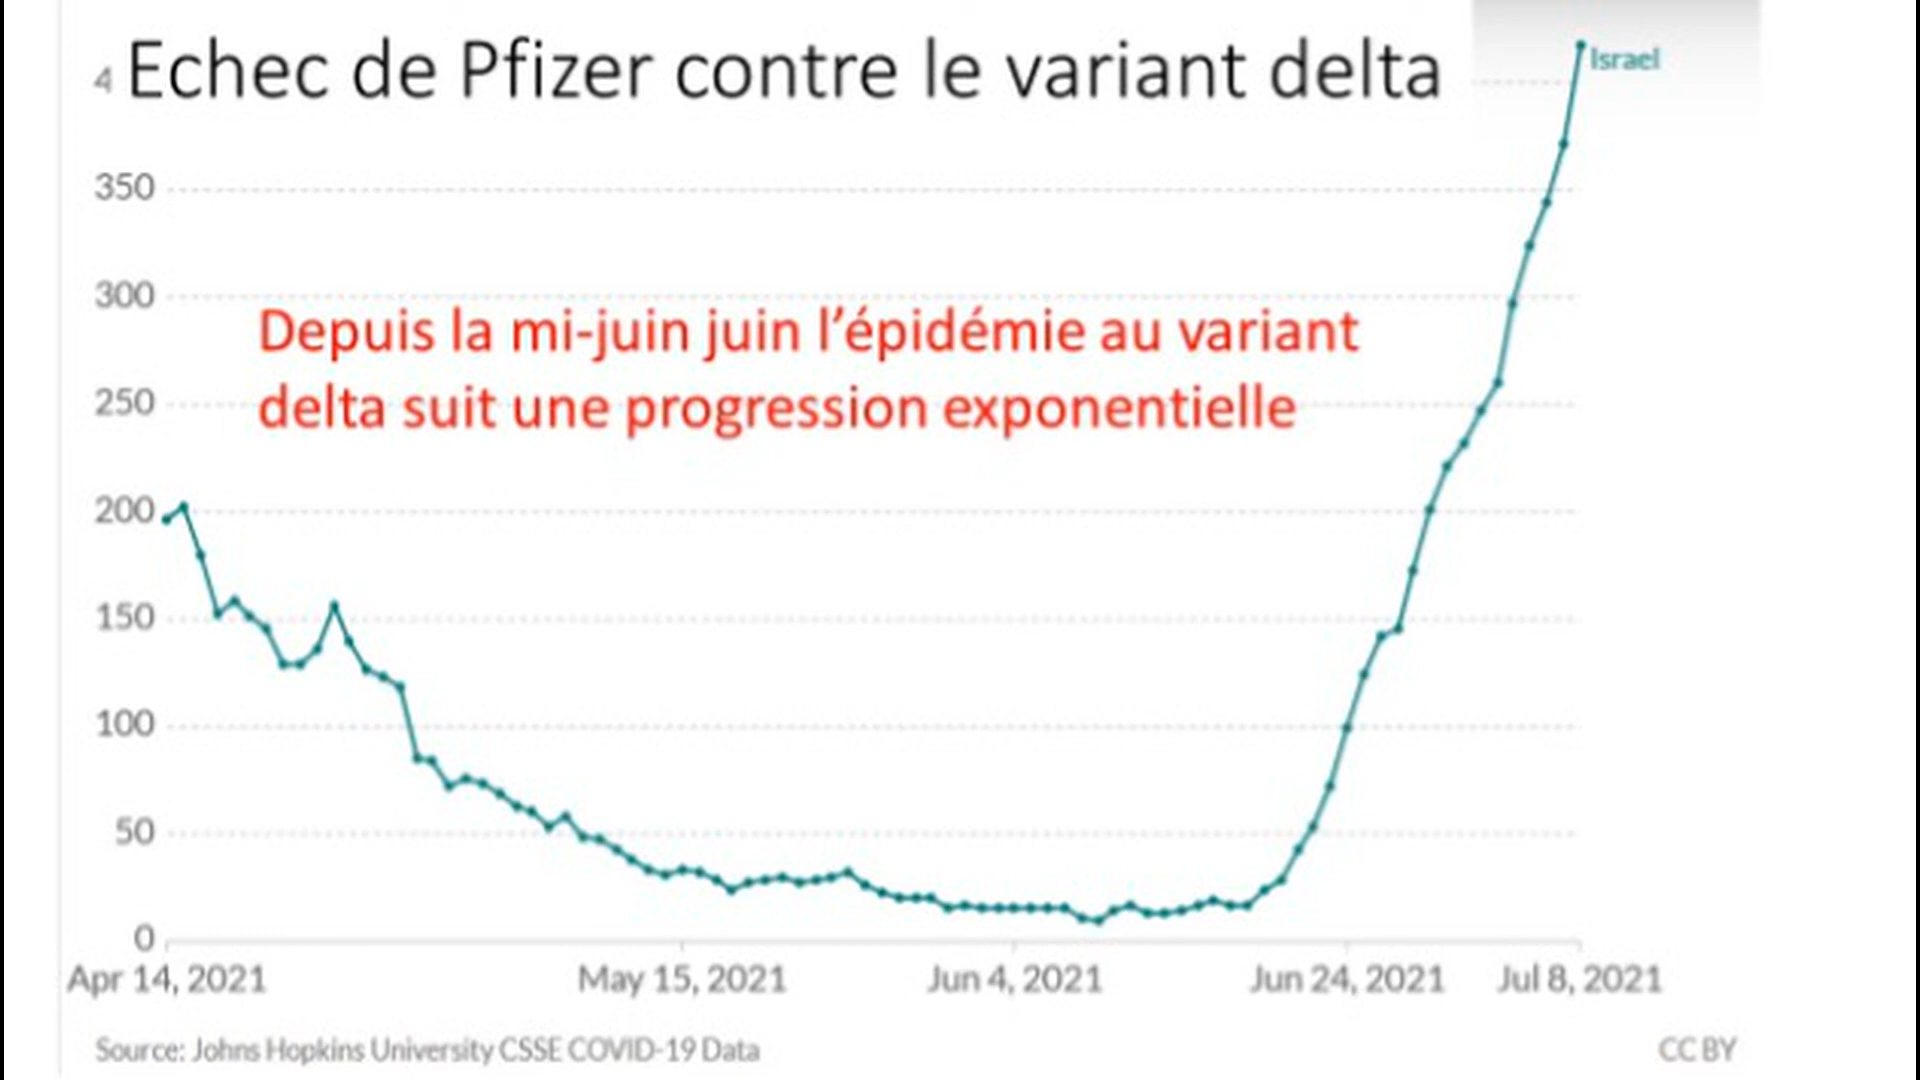 Echec de Pfizer contre le variant delta
4
Israel
350
300
Depuis la mi-juin juin l’épidémie au variant
250
delta suit une progression exponentielle
200
150
100
50
0
Apr 14, 2021
May 15, 2021
Jun 4, 2021
Jun 24, 2021
Jul 8, 2021
Source: Johns Hopkins University CSSE COVID-19 Data
CC BY